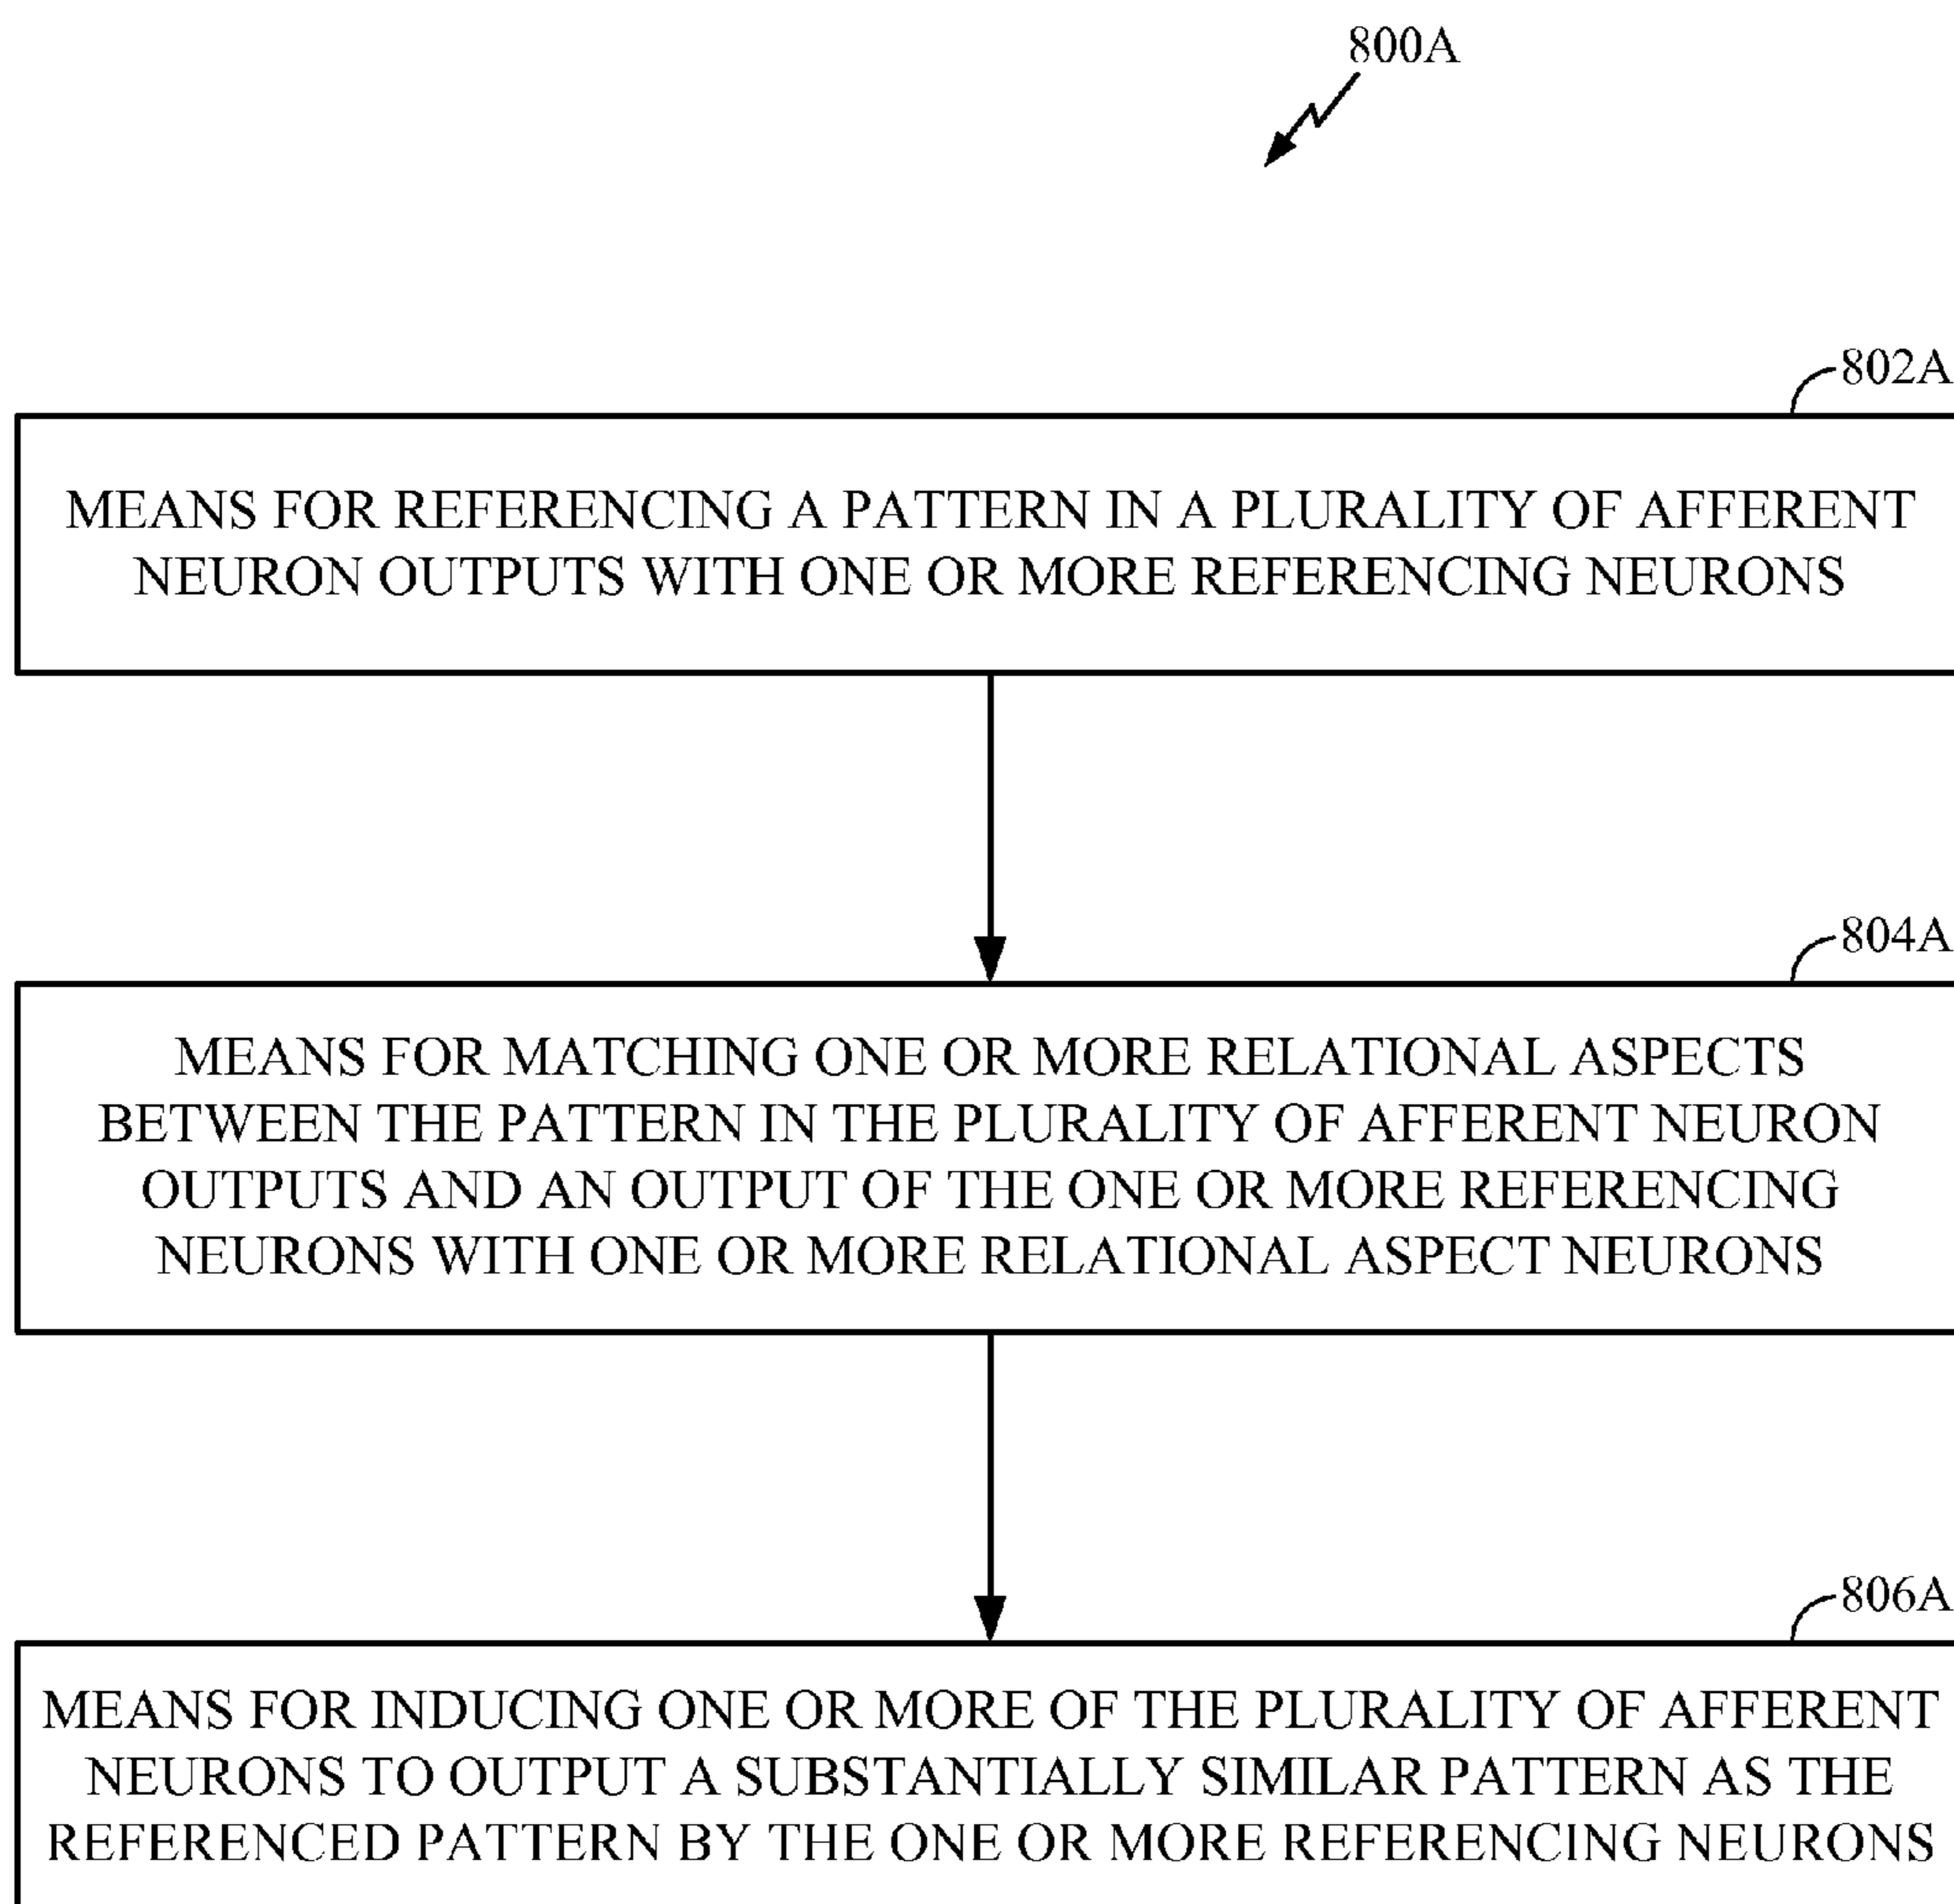 800A
802A
MEANS FOR REFERENCING A PATTERN IN A PLURALITY OF AFFERENT
NEURON OUTPUTS WITH ONE OR MORE REFERENCING NEURONS
804A
MEANS FOR MATCHING ONE OR MORE RELATIONAL ASPECTS
BETWEEN THE PATTERN IN THE PLURALITY OF AFFERENT NEURON
OUTPUTS AND AN OUTPUT OF THE ONE OR MORE REFERENCING
NEURONS WITH ONE OR MORE RELATIONAL ASPECT NEURONS
806A
MEANS FOR INDUCING ONE OR MORE OF THE PLURALITY OF AFFERENT
NEURONS TO OUTPUT A SUBSTANTIALLY SIMILAR PATTERN AS THE
REFERENCED PATTERN BY THE ONE OR MORE REFERENCING NEURONS